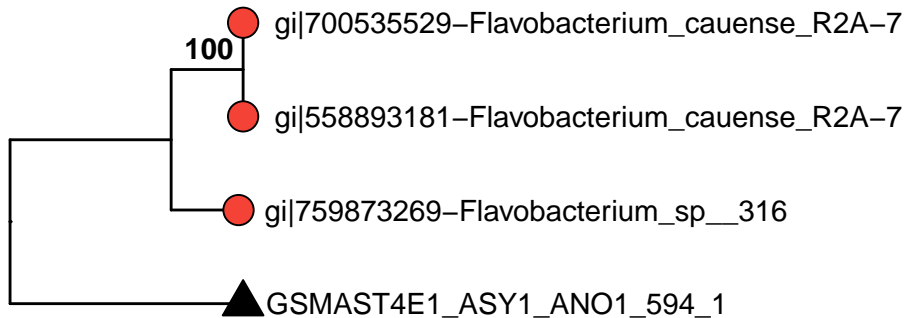 gi|700535529−Flavobacterium_cauense_R2A−7
100
gi|558893181−Flavobacterium_cauense_R2A−7
gi|759873269−Flavobacterium_sp__316
GSMAST4E1_ASY1_ANO1_594_1